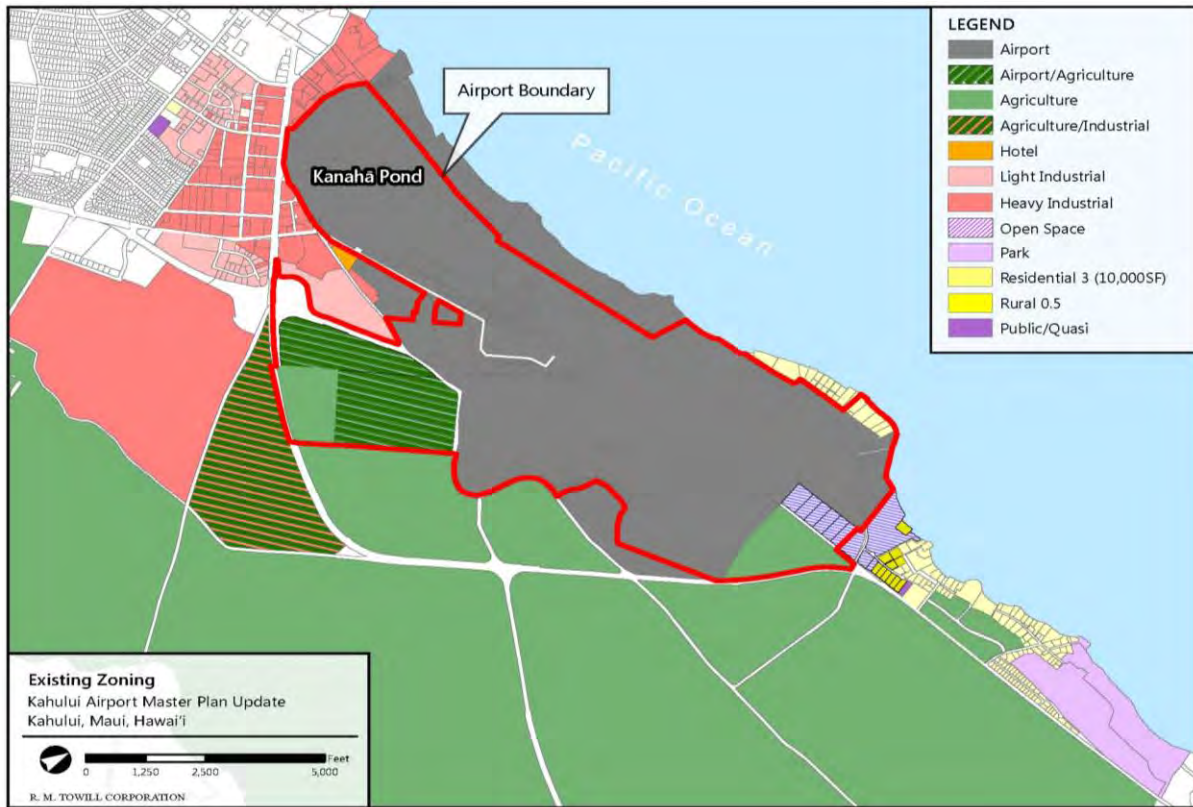 LEGEND
Airport
Airport/Agriculture
Agriculture
Agriculture/Industrial
Hotel
Light Industrial
Heavy Industrial
Open Space
Park
Residential 3 (10,000SF)
Rural 0.5
Public/Quasi
Airport Boundary
Kanahā Pond
Pacific Ocean
Existing Zoning
Kahului Airport Master Plan Update
Kahului, Maui, Hawai'i
Feet
0 1,250 2,500 5,000
R. M. TOWILL CORPORATION